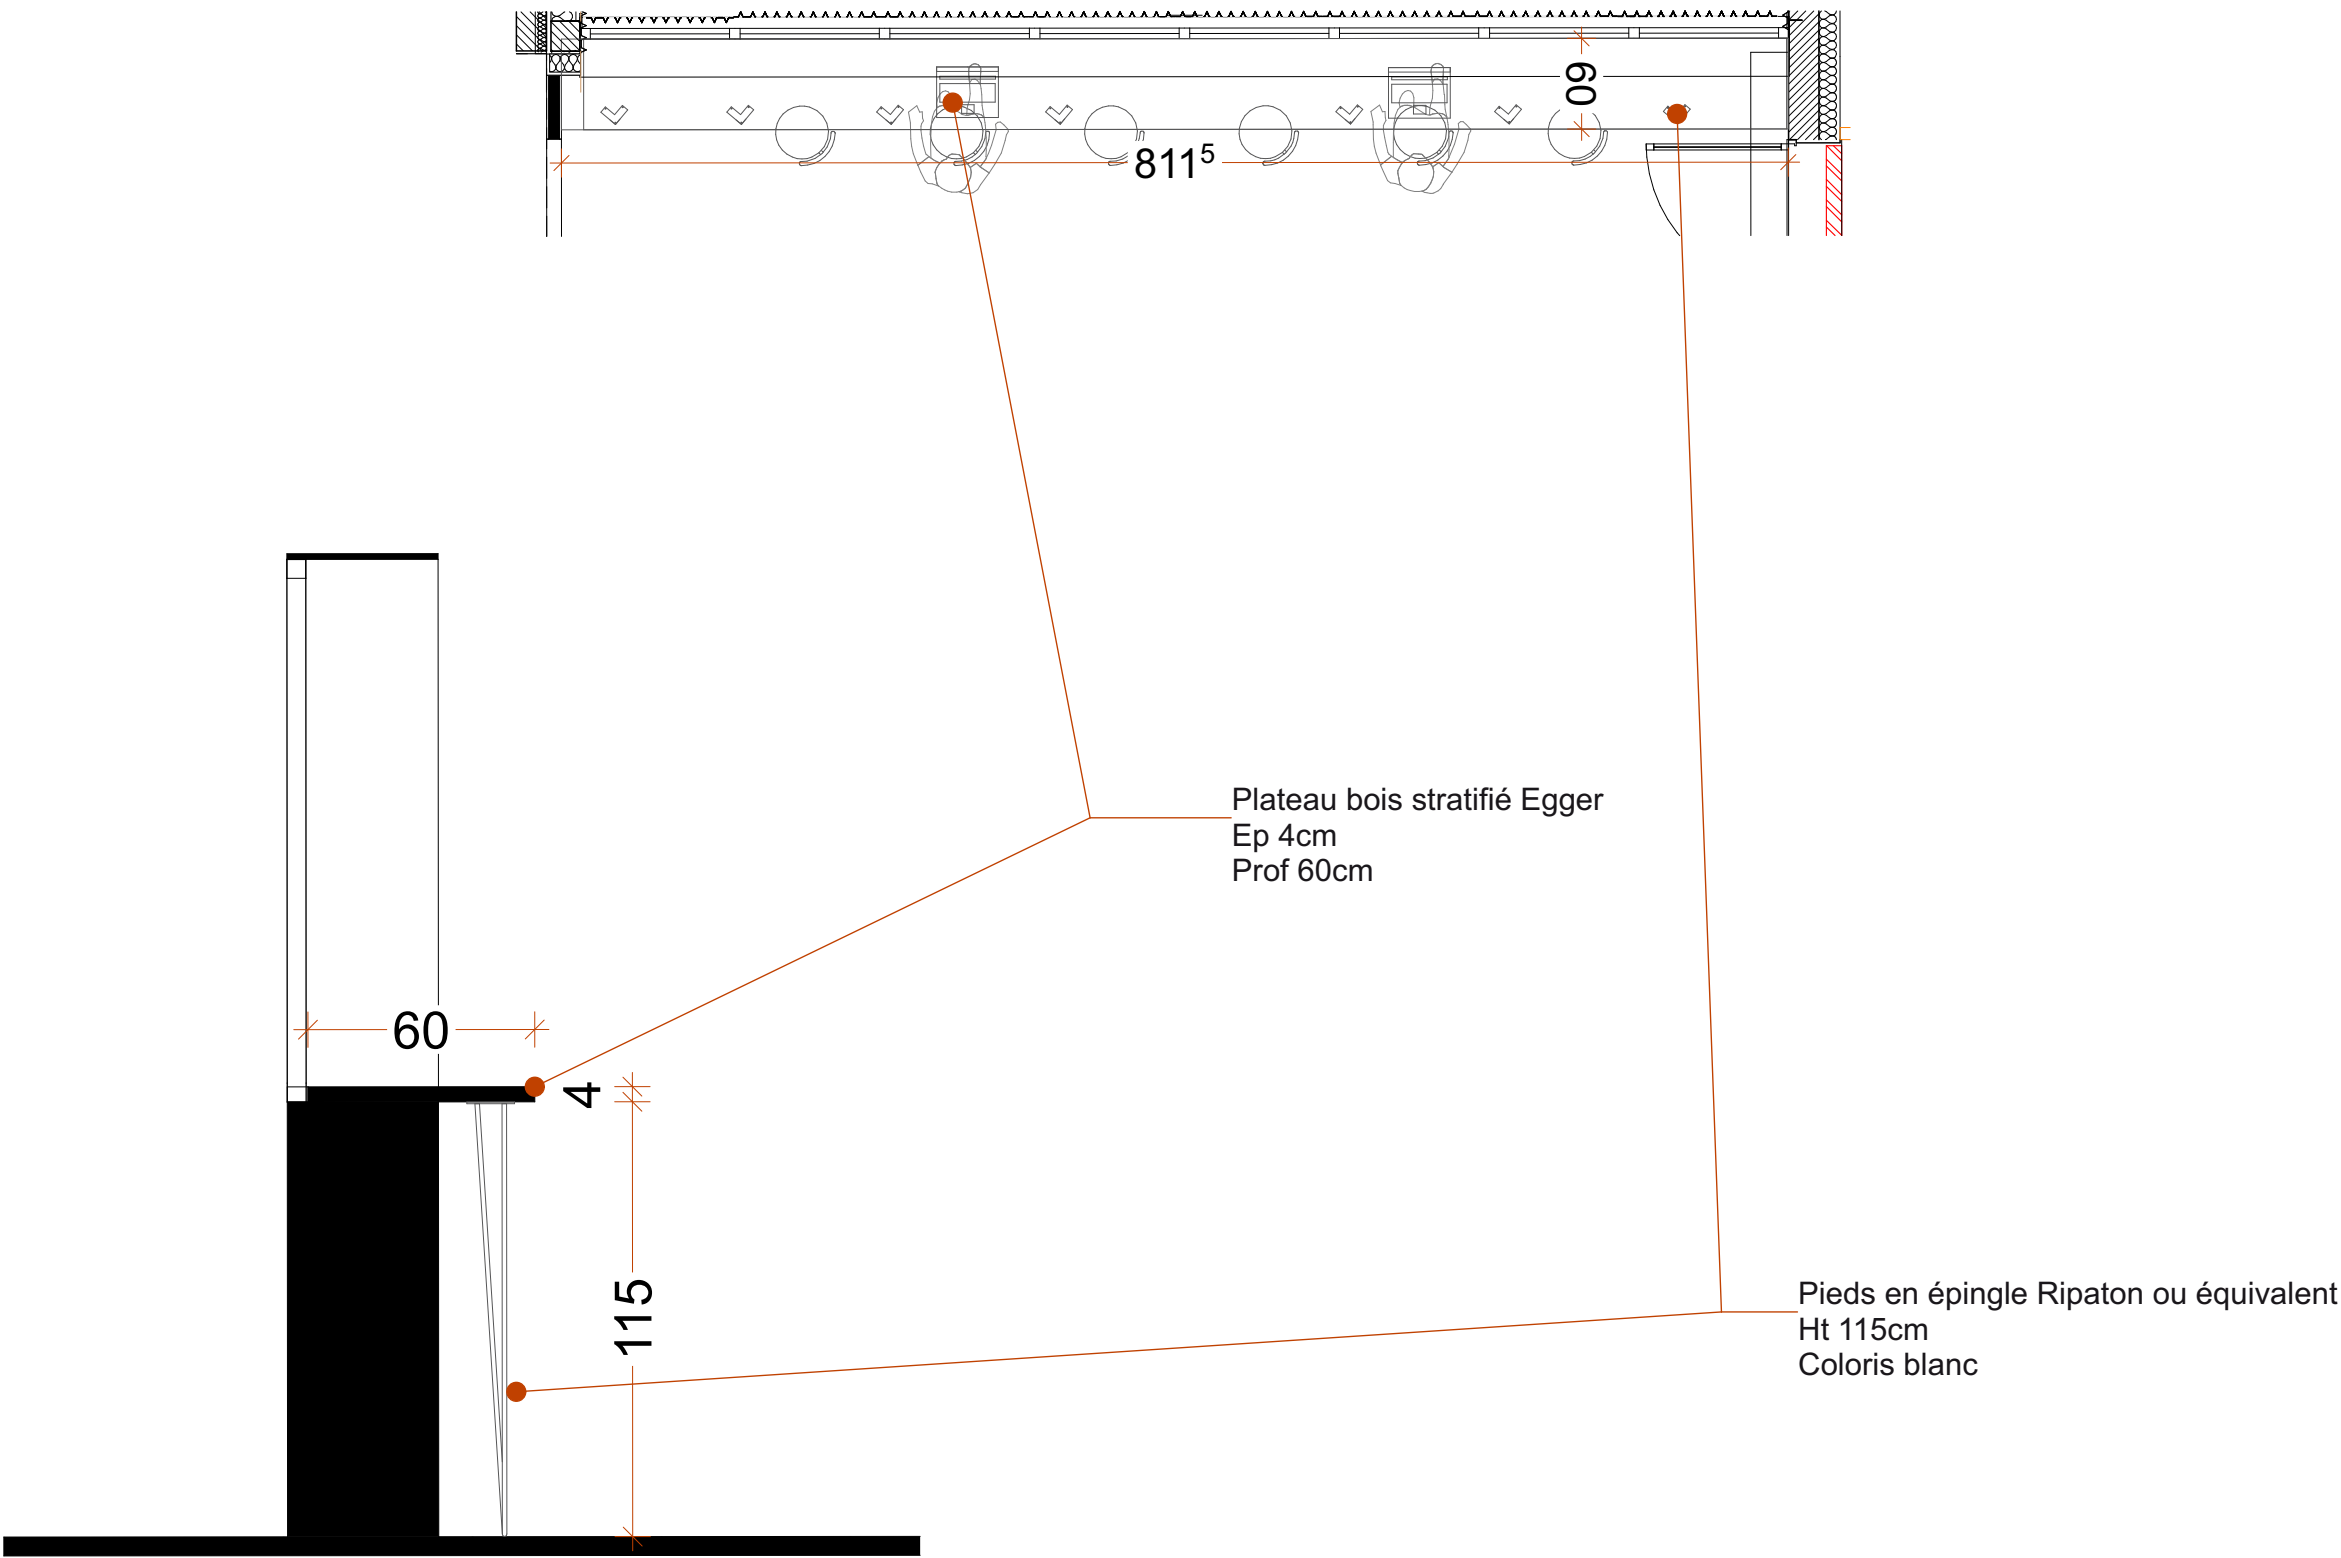 60
811⁵
Plateau bois stratifié Egger
Ep 4cm
Prof 60cm
60
4
115
Pieds en épingle Ripaton ou équivalent
Ht 115cm
Coloris blanc